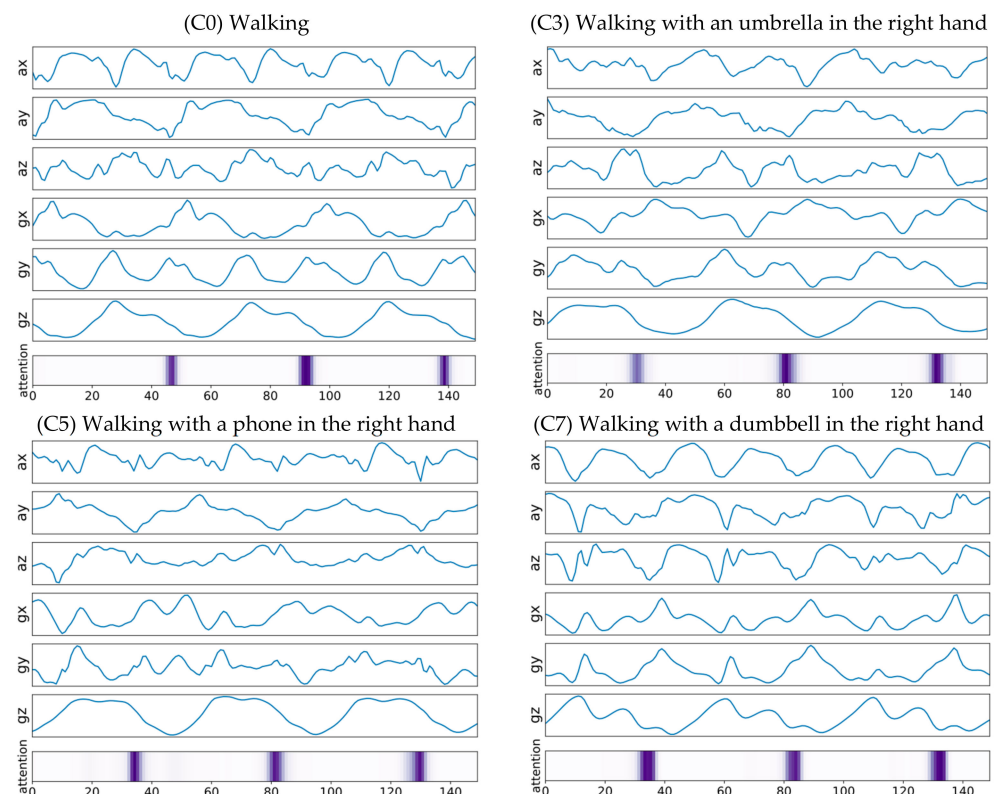 (C0) Walking
ax
ay
az
gx
gy
gz
attention
0 20 40 60 80 100 120 140
(C3) Walking with an umbrella in the right hand
ax
ay
az
gx
gy
gz
attention
0 20 40 60 80 100 120 140
(C5) Walking with a phone in the right hand
ax
ay
az
gx
gy
gz
attention
0 20 40 60 80 100 120 140
(C7) Walking with a dumbbell in the right hand
ax
ay
az
gx
gy
gz
attention
0 20 40 60 80 100 120 140